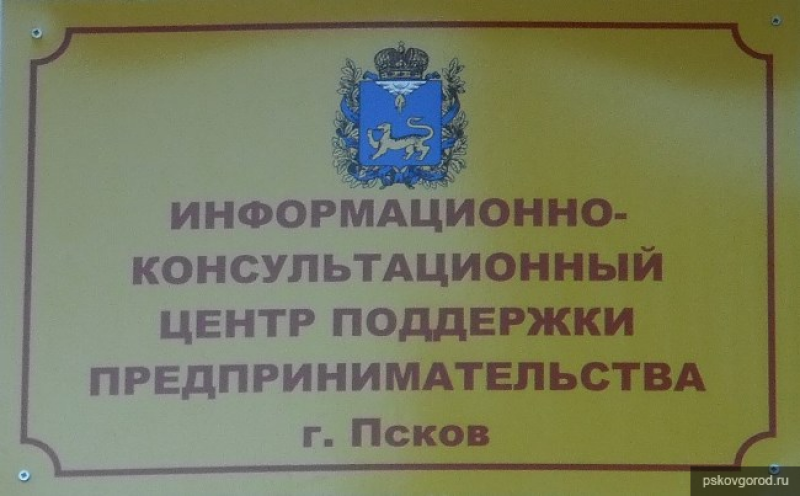 ИНФОРМАЦИОННО-
КОНСУЛЬТАЦИОННЫЙ
ЦЕНТР ПОДДЕРЖКИ
ПРЕДПРИНИМАТЕЛЬСТВА
г. Псков
pskovgorod.ru